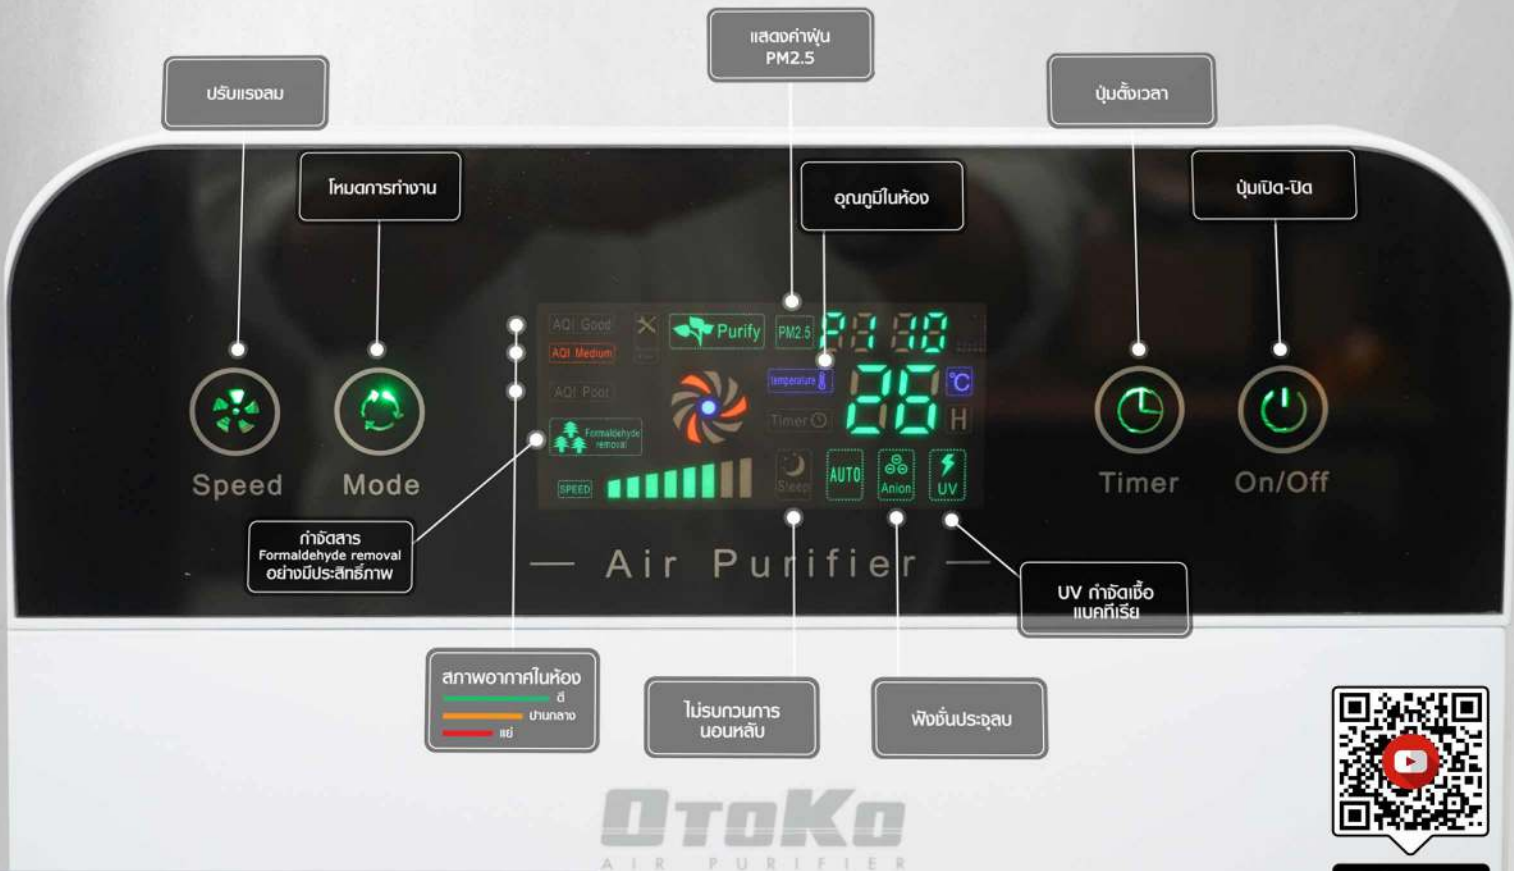 แสดงค่าฝุ่น
PM2.5
ปรับแรงลม
ปุ่มตั้งเวลา
โหมดการทำงาน
อุณภูมิในห้อง
ปุ่มเปิด-ปิด
AQI Good
Purify
PM2.5
P110
AQI Medium
temperature
26
°C
AQI Poor
Timer
H
Formaldehyde
removal
SPEED
Sleep
AUTO
Anion
UV
Speed
Mode
Timer
On/Off
กำจัดสาร
Formaldehyde removal
อย่างมีประสิทธิ์ภาพ
Air Purifier
UV กำจัดเชื้อ
แบคทีเรีย
สภาพอากาศในห้อง
ดี
ปานกลาง
แย่
ไม่รบกวนการ
นอนหลับ
ฟังชั่นประจุลบ
OTOKO
AIR PURIFIER